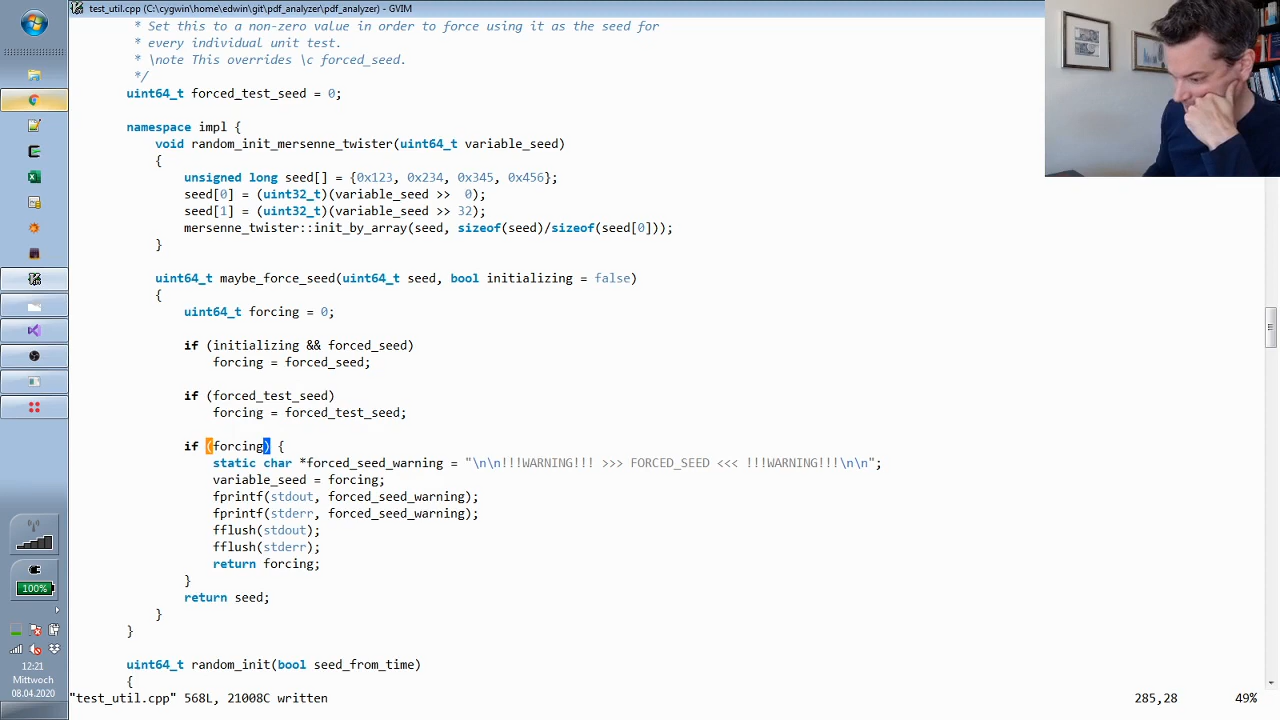 test_util.cpp (C:\cygwin\home\edwin\git\pdf_analyzer\pdf_analyzer) - GVIM
* Set this to a non-zero value in order to force using it as the seed for
* every individual unit test.
* \note This overrides \c forced_seed.
*/
uint64_t forced_test_seed = 0;
namespace impl {
void random_init_mersenne_twister(uint64_t variable_seed)
{
unsigned long seed[] = {0x123, 0x234, 0x345, 0x456};
seed[0] = (uint32_t)(variable_seed >>  0);
seed[1] = (uint32_t)(variable_seed >> 32);
mersenne_twister::init_by_array(seed, sizeof(seed)/sizeof(seed[0]));
}
uint64_t maybe_force_seed(uint64_t seed, bool initializing = false)
{
uint64_t forcing = 0;
if (initializing && forced_seed)
forcing = forced_seed;
if (forced_test_seed)
forcing = forced_test_seed;
if (forcing) {
static char *forced_seed_warning = "\n\n!!!WARNING!!! >>> FORCED_SEED <<< !!!WARNING!!!\n\n";
variable_seed = forcing;
fprintf(stdout, forced_seed_warning);
fprintf(stderr, forced_seed_warning);
fflush(stdout);
fflush(stderr);
return forcing;
}
return seed;
}
}
uint64_t random_init(bool seed_from_time)
{
"test_util.cpp" 568L, 21008C written
285,28
49%
100%
12:21
Mittwoch
08.04.2020